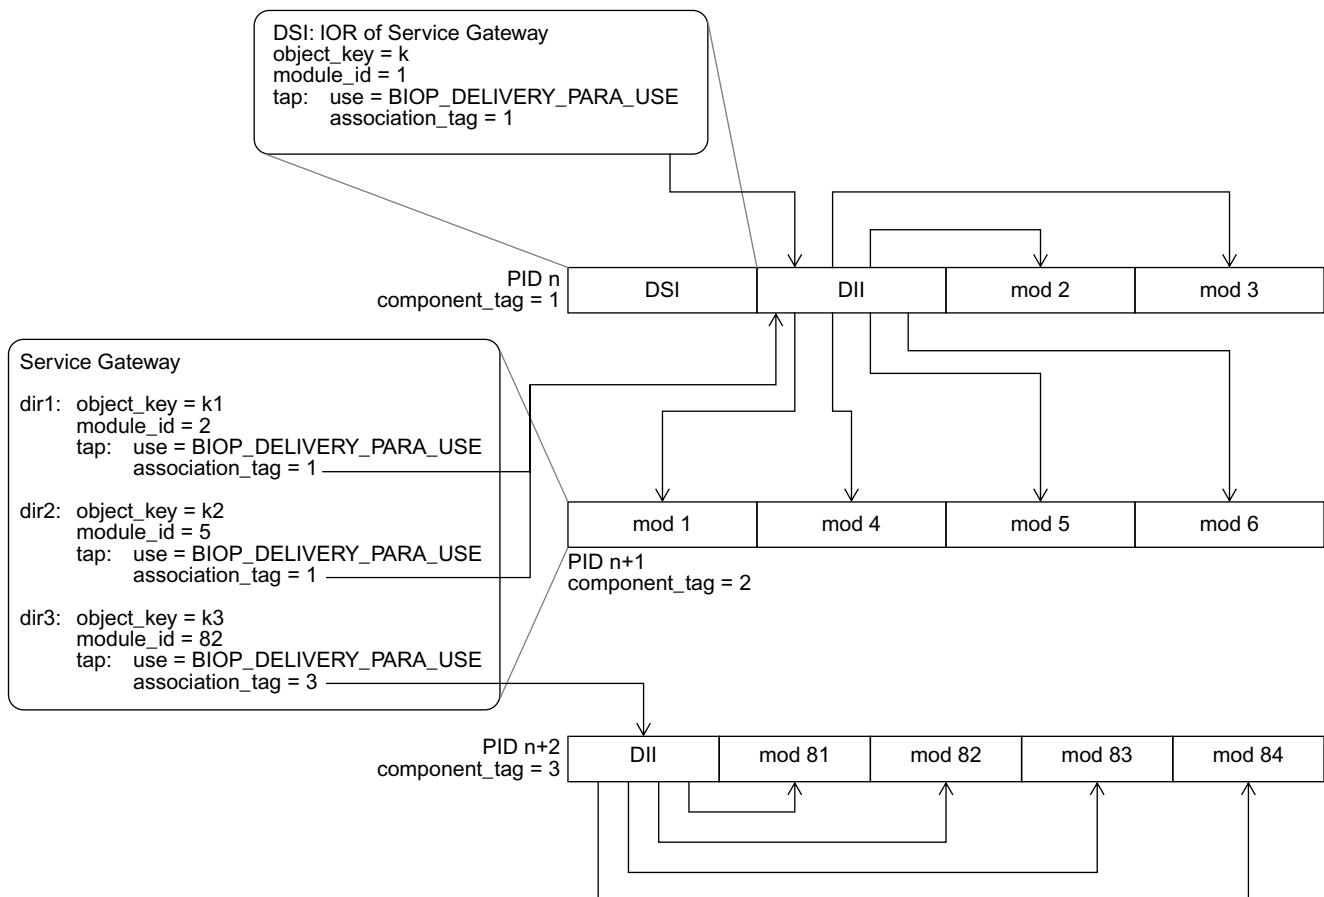 DSI: IOR of Service Gateway
object_key = k
module_id = 1
tap: use = BIOP_DELIVERY_PARA_USE
association_tag = 1
PID n
component_tag = 1
DSI
DII
mod 2
mod 3
Service Gateway
dir1: object_key = k1
module_id = 2
tap: use = BIOP_DELIVERY_PARA_USE
association_tag = 1
dir2: object_key = k2
module_id = 5
tap: use = BIOP_DELIVERY_PARA_USE
association_tag = 1
dir3: object_key = k3
module_id = 82
tap: use = BIOP_DELIVERY_PARA_USE
association_tag = 3
mod 1
mod 4
mod 5
mod 6
PID n+1
component_tag = 2
PID n+2
component_tag = 3
DII
mod 81
mod 82
mod 83
mod 84